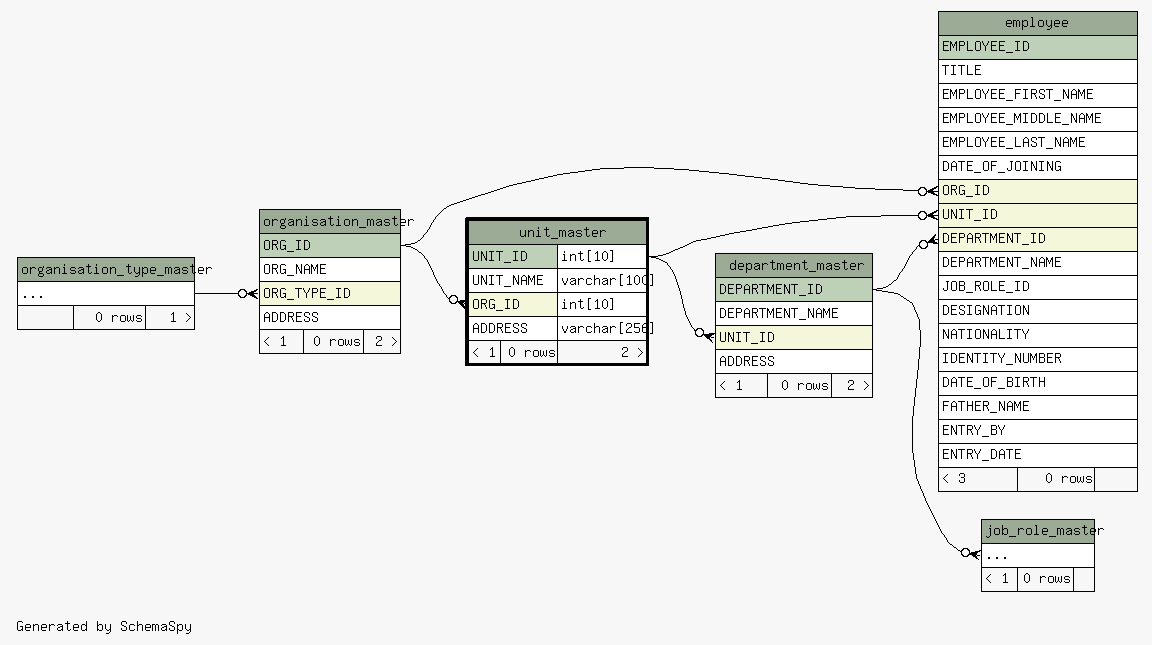 organisation_type_master
...
0 rows 1 >
organisation_master
ORG_ID
ORG_NAME
ORG_TYPE_ID
ADDRESS
< 1 0 rows 2 >
unit_master
UNIT_ID int[10]
UNIT_NAME varchar[100]
ORG_ID int[10]
ADDRESS varchar[256]
< 1 0 rows 2 >
department_master
DEPARTMENT_ID
DEPARTMENT_NAME
UNIT_ID
ADDRESS
< 1 0 rows 2 >
employee
EMPLOYEE_ID
TITLE
EMPLOYEE_FIRST_NAME
EMPLOYEE_MIDDLE_NAME
EMPLOYEE_LAST_NAME
DATE_OF_JOINING
ORG_ID
UNIT_ID
DEPARTMENT_ID
DEPARTMENT_NAME
JOB_ROLE_ID
DESIGNATION
NATIONALITY
IDENTITY_NUMBER
DATE_OF_BIRTH
FATHER_NAME
ENTRY_BY
ENTRY_DATE
< 3 0 rows
job_role_master
...
< 1 0 rows
Generated by SchemaSpy